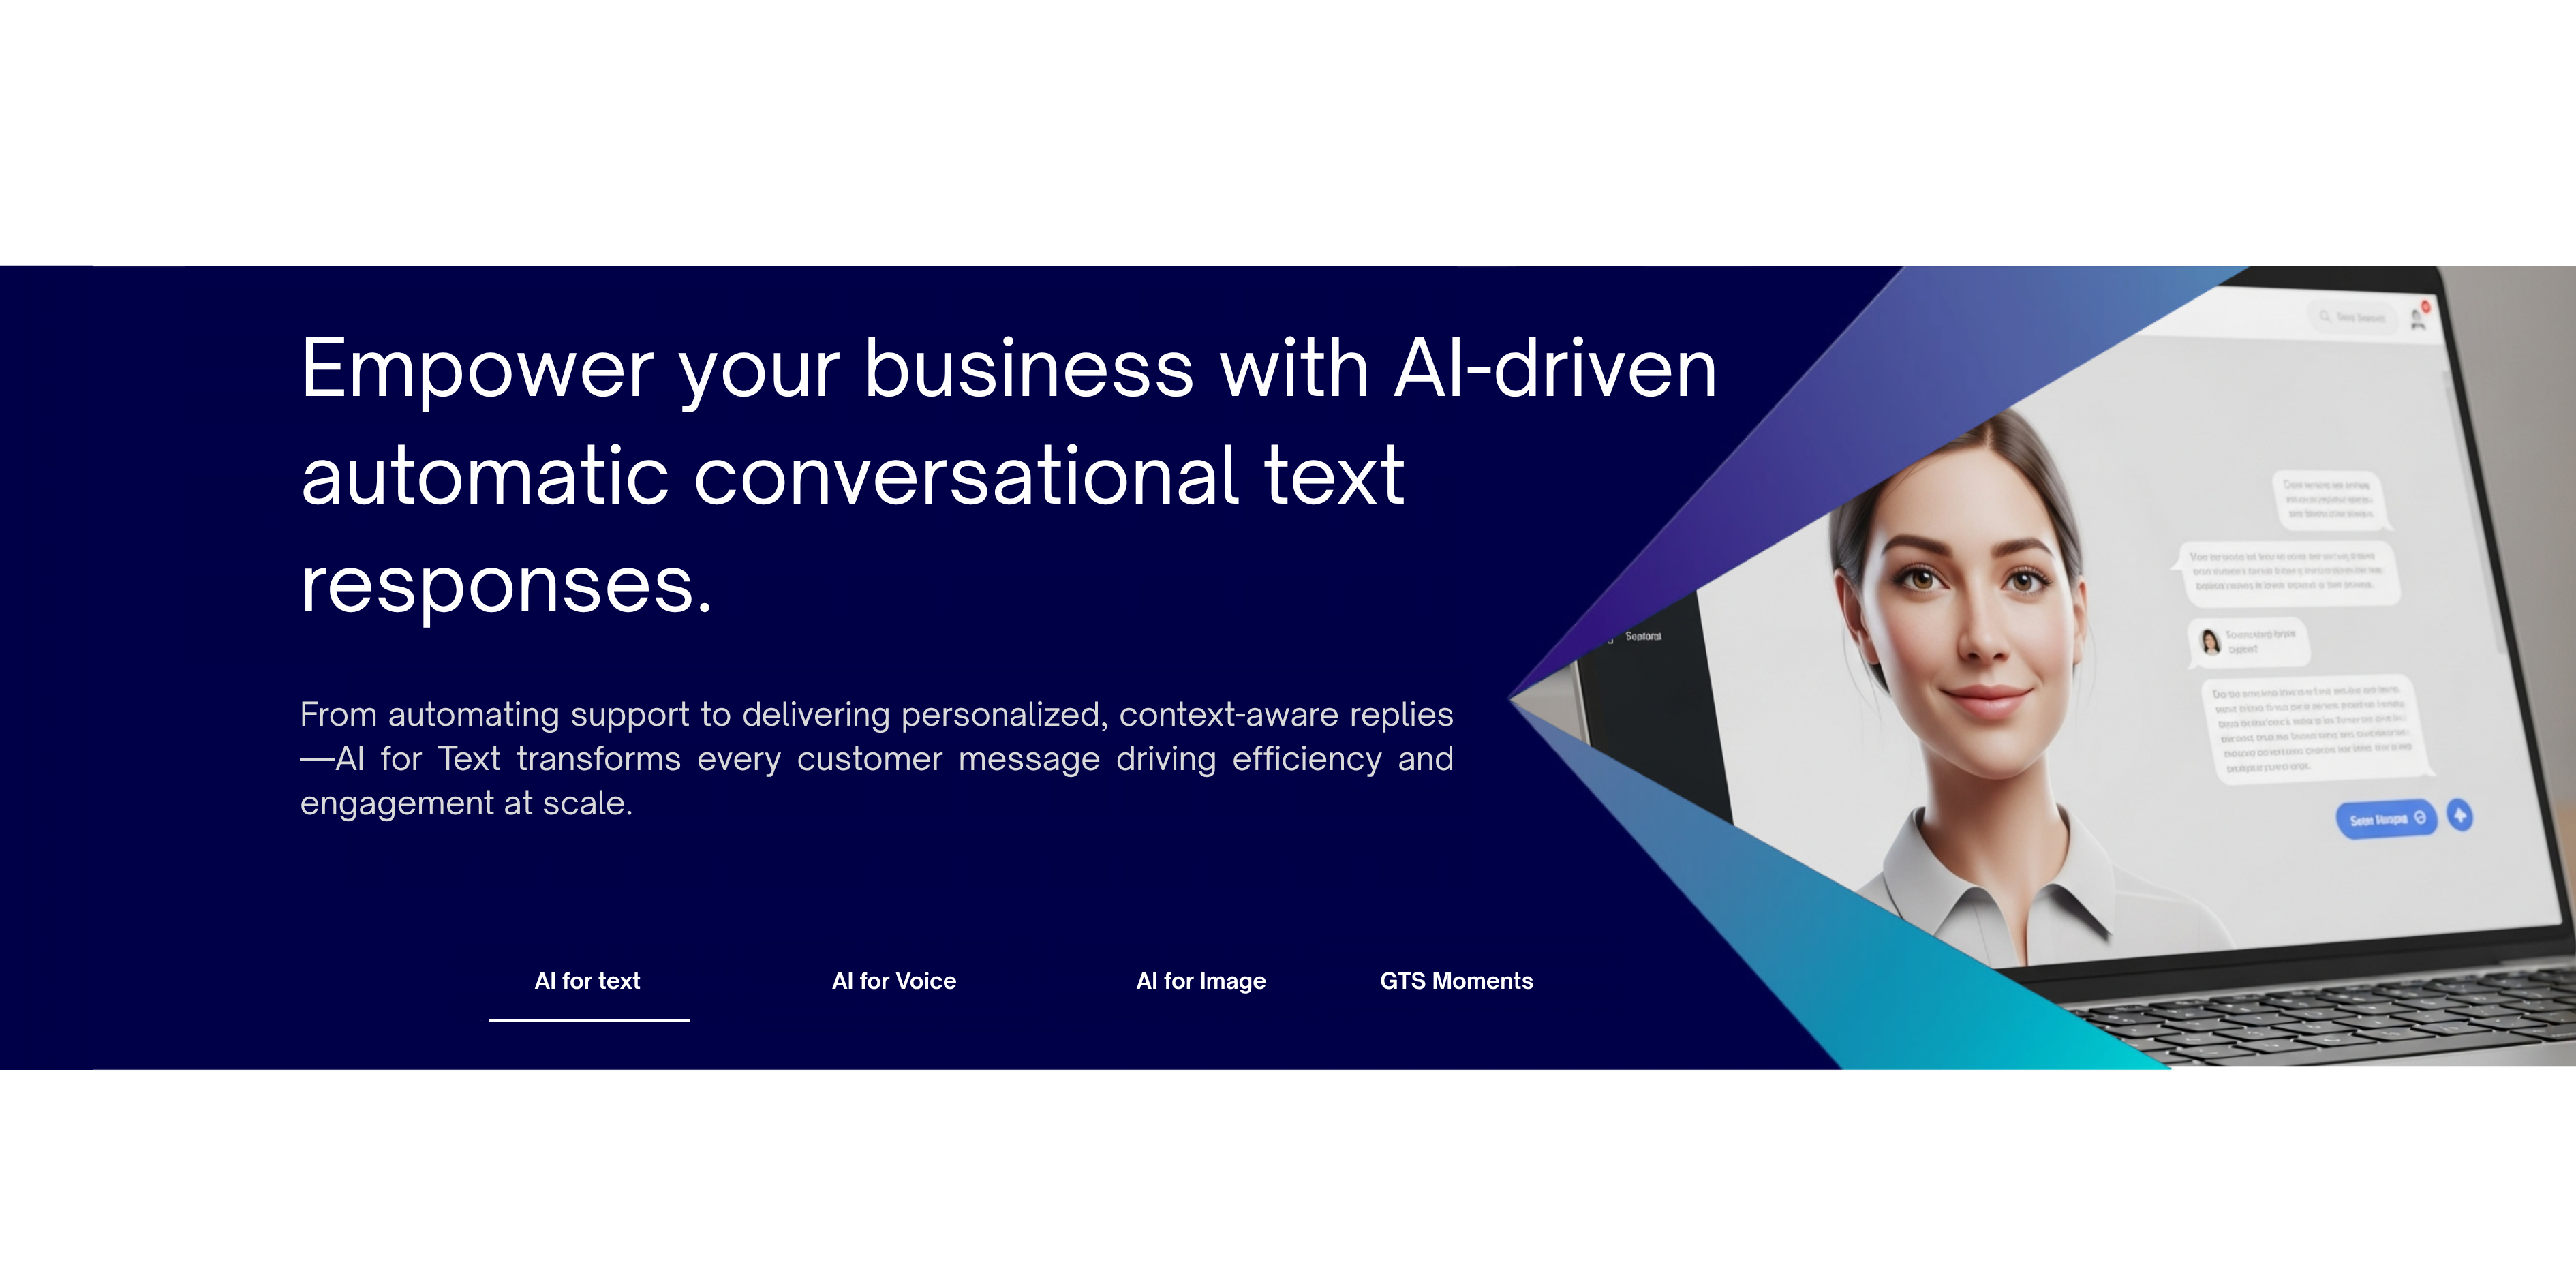 Empower your business with AI-driven
automatic conversational text
responses.
From automating support to delivering personalized, context-aware replies
—AI for Text transforms every customer message driving efficiency and
engagement at scale.
AI for text
AI for Voice
AI for Image
GTS Moments